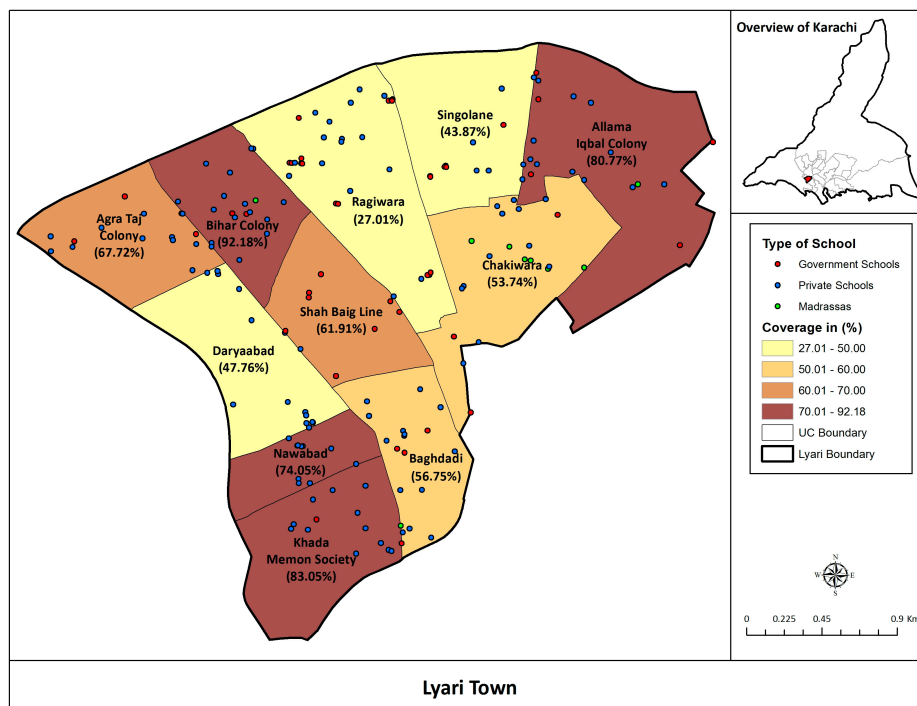 Overview of Karachi
Singolane
(43.87%)
Allama
Iqbal Colony
(80.77%)
Ragiwara
(27.01%)
Agra Taj
Colony
(67.72%)
Bihar Colony
(92.18%)
Chakiwara
(53.74%)
Shah Baig Line
(61.91%)
Daryaabad
(47.76%)
Nawabad
(74.05%)
Baghdadi
(56.75%)
Khada
Memon Society
(83.05%)
Type of School
Government Schools
Private Schools
Madrassas
Coverage in (%)
27.01 - 50.00
50.01 - 60.00
60.01 - 70.00
70.01 - 92.18
UC Boundary
Lyari Boundary
N
W E
S
0 0.225 0.45 0.9 Km
Lyari Town